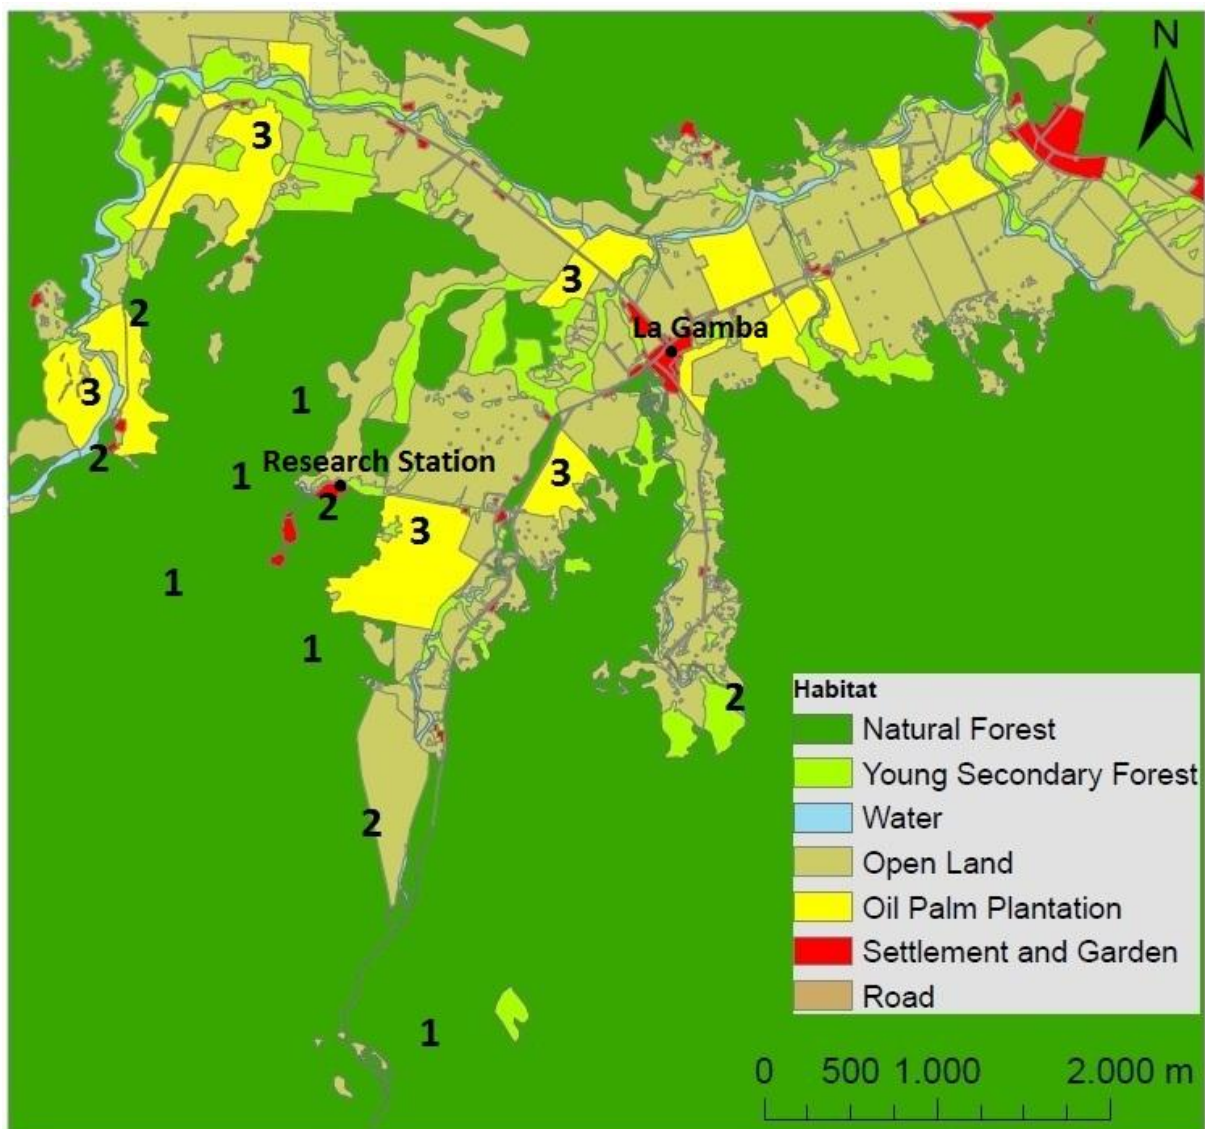 N
3
3
2
La Gamba
3
1
2
1
Research Station
3
2
3
1
1
2
2
1
Habitat
Natural Forest
Young Secondary Forest
Water
Open Land
Oil Palm Plantation
Settlement and Garden
Road
0 500 1.000 2.000 m